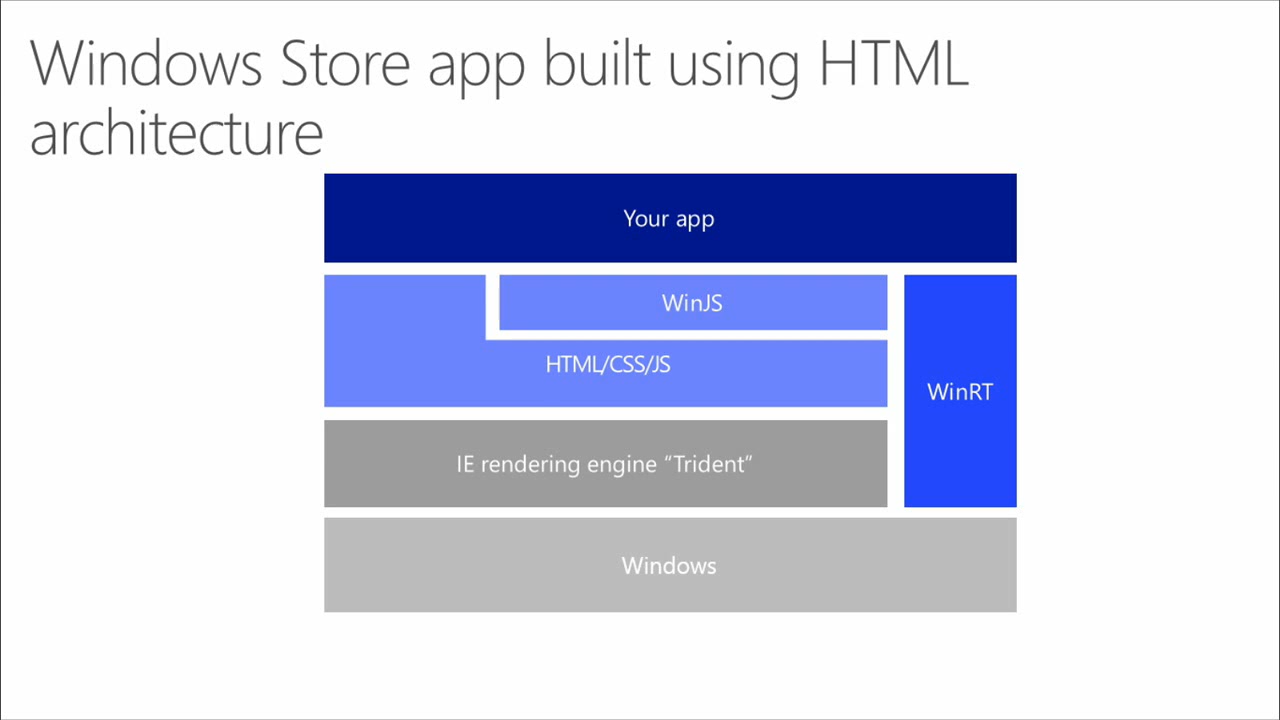 Windows Store app built using HTML
architecture
Your app
WinJS
HTML/CSS/JS
WinRT
IE rendering engine “Trident”
Windows